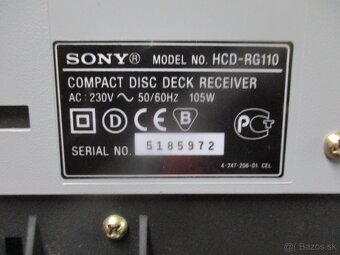 SONY® MODEL NO. HCD-RG110
COMPACT DISC DECK RECEIVER
AC: 230V ~ 50/60HZ 105W
D CE B PCT
SERIAL NO. 5185972
4-247-206-01 CEL
Bazos.sk